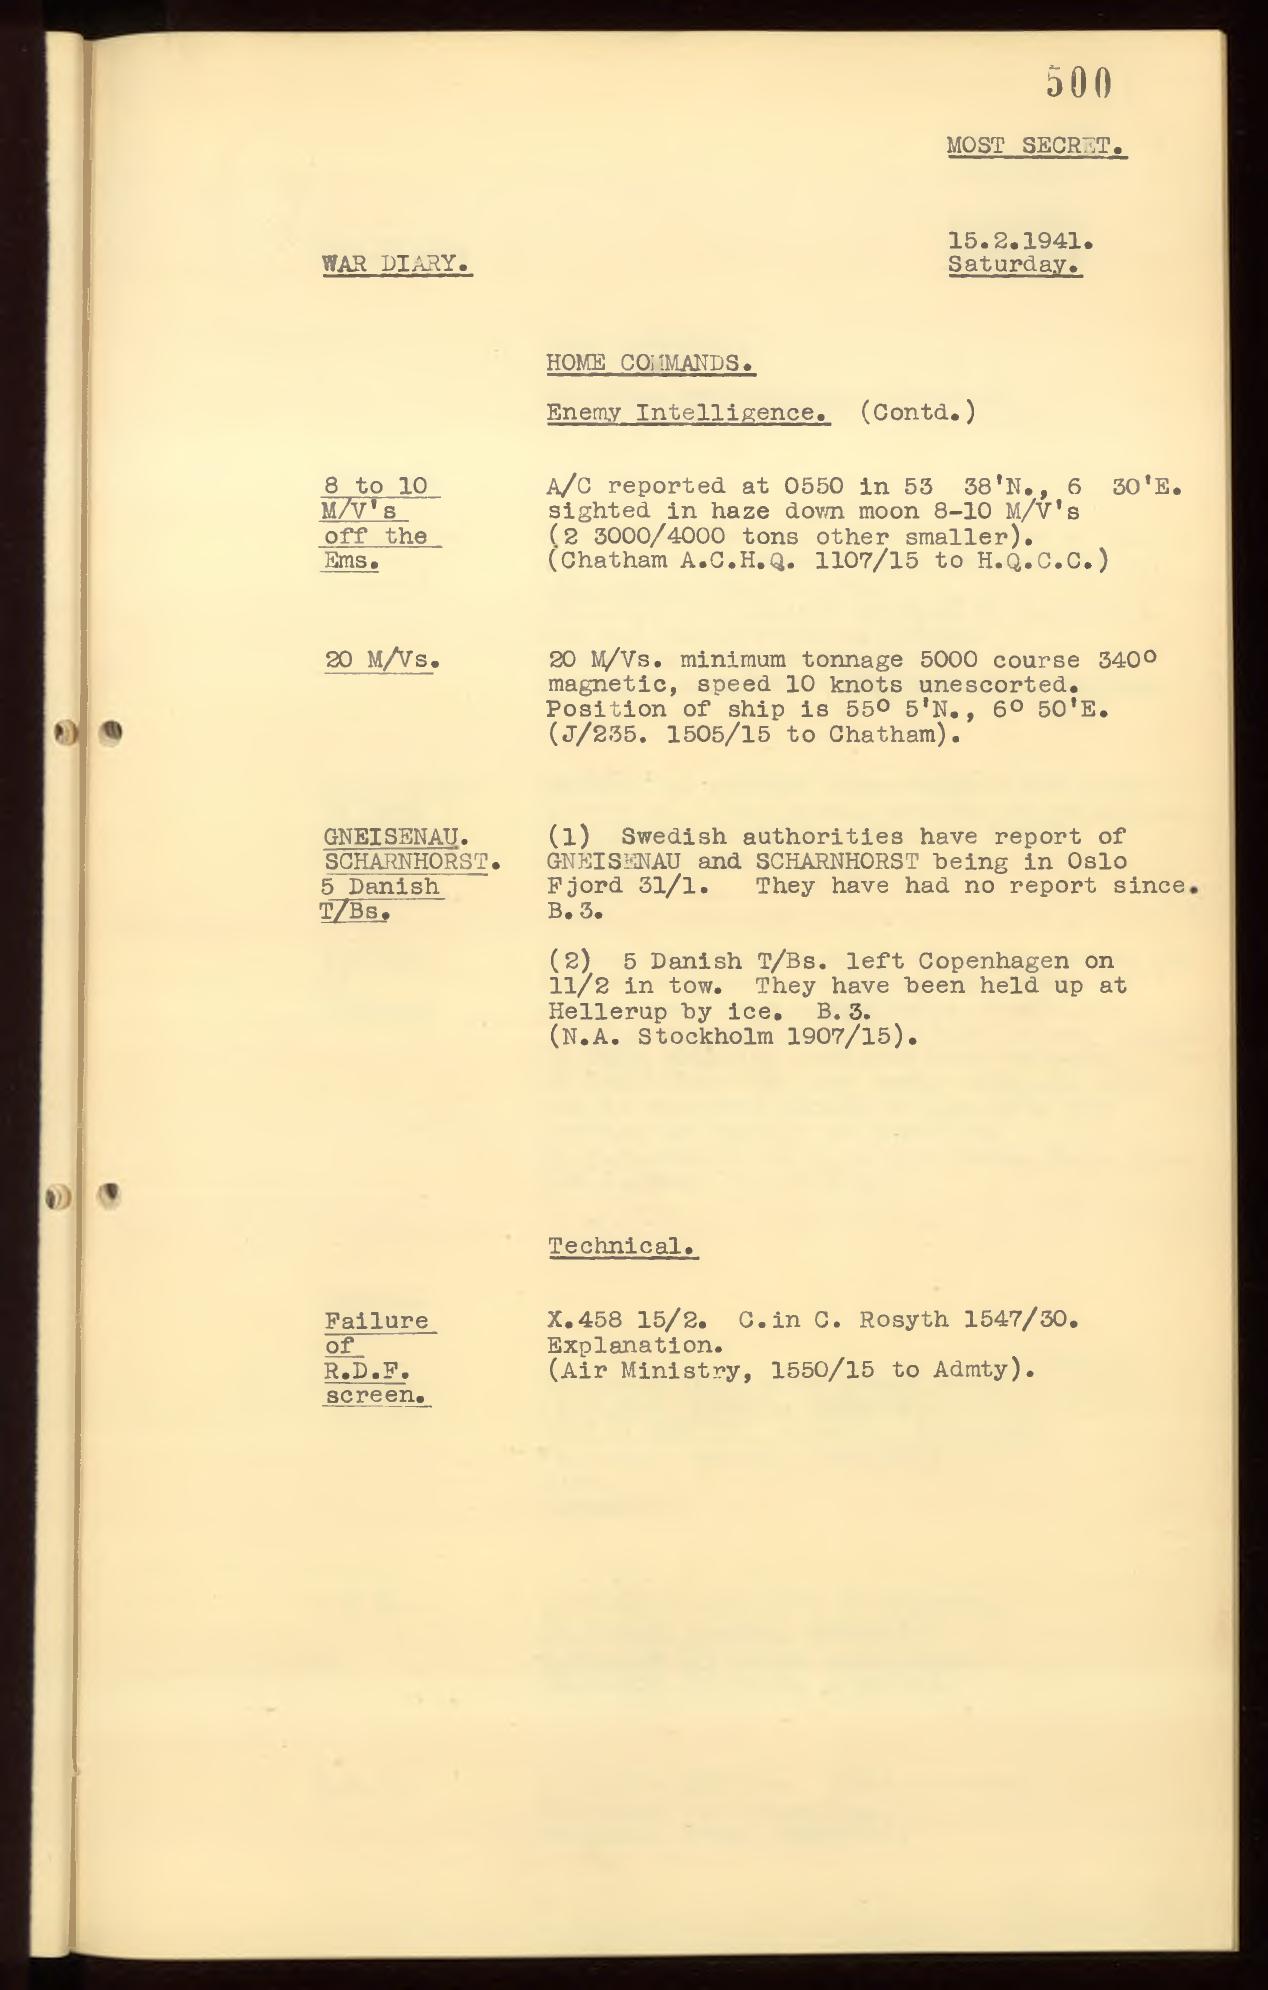 500
MOST SECRET.
15.2.1941.
WAR DIARY.
Saturday.
HOME COMMANDS.
Enemy Intelligence. (Contd.)
8 to 10
M/V's
off the
Ems.
A/C reported at 0550 in 53 38'N., 6 30'E.
sighted in haze down moon 8-10 M/V's
(2 3000/4000 tons other smaller).
(Chatham A.C.H.Q. 1107/15 to H.Q.C.C.)
20 M/Vs.
20 M/Vs. minimum tonnage 5000 course 340º
magnetic, speed 10 knots unescorted.
Position of ship is 55º 5'N., 6º 50'E.
(J/235. 1505/15 to Chatham).
GNEISENAU.
SCHARNHORST.
5 Danish
T/Bs.
(1) Swedish authorities have report of
GNEISENAU and SCHARNHORST being in Oslo
Fjord 31/1. They have had no report since.
B.3.
(2) 5 Danish T/Bs. left Copenhagen on
11/2 in tow. They have been held up at
Hellerup by ice. B.3.
(N.A. Stockholm 1907/15).
Technical.
Failure
of
R.D.F.
screen.
X.458 15/2. C.in C. Rosyth 1547/30.
Explanation.
(Air Ministry, 1550/15 to Admty).